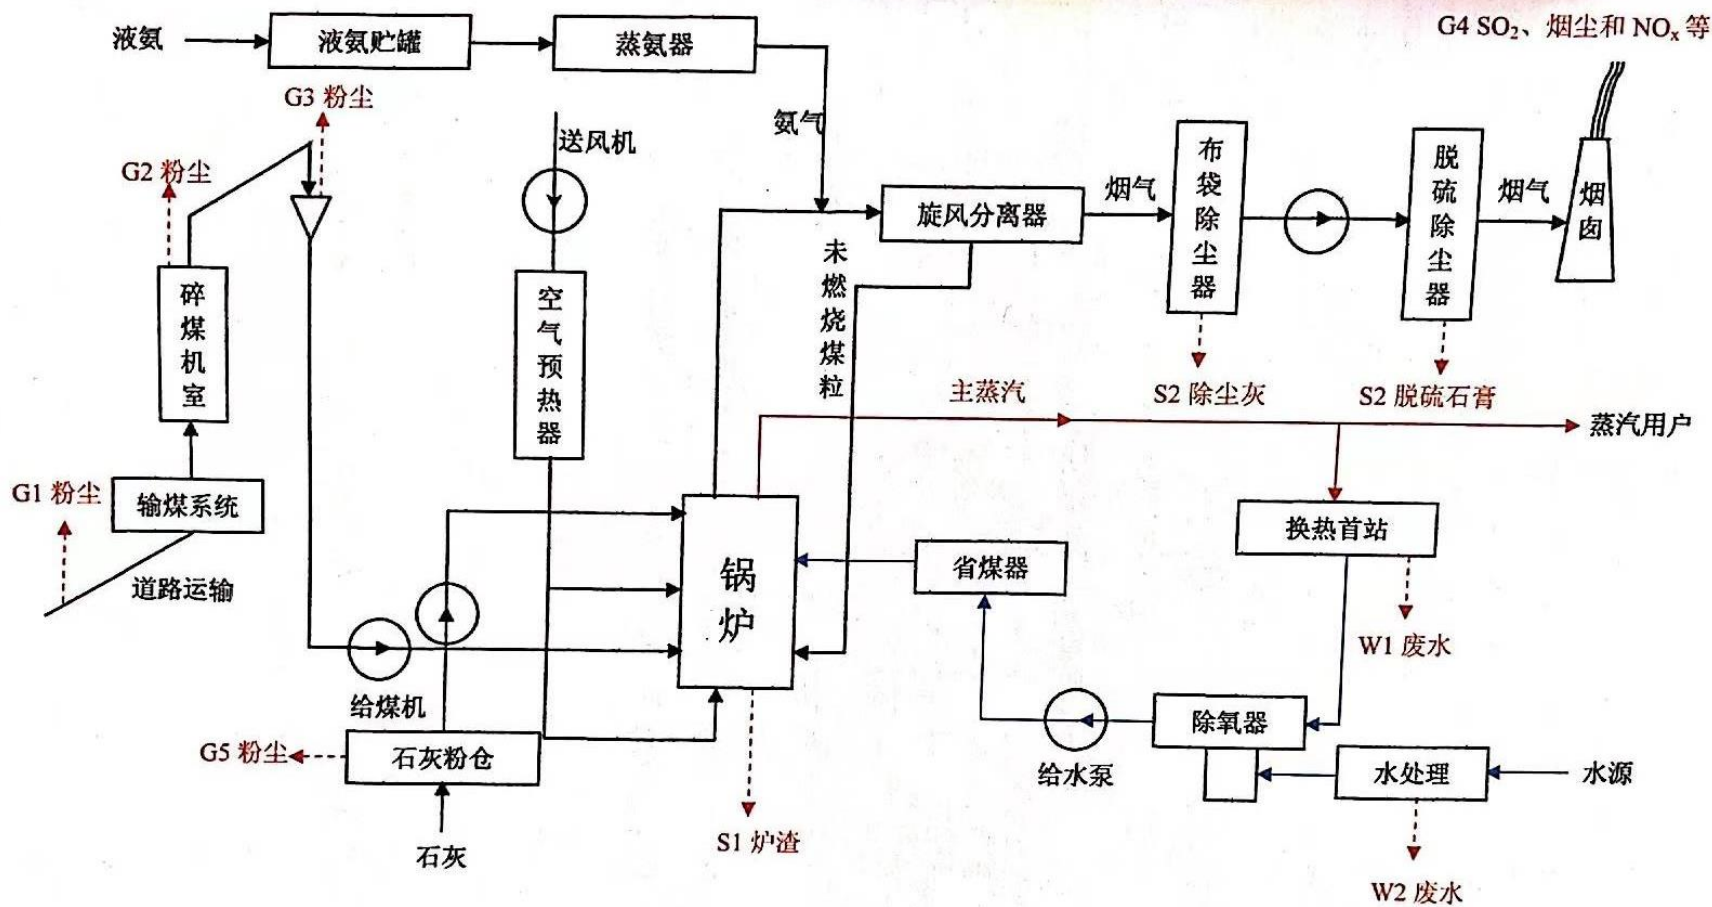 G4 SO₂、烟尘和 NOₓ 等
液氨
液氨贮罐
蒸氨器
G3 粉尘
氨气
送风机
G2 粉尘
布袋除尘器
脱硫除尘器
烟气
烟气
烟囱
旋风分离器
未燃烧煤粒
碎煤机室
空气预热器
S2 除尘灰
S2 脱硫石膏
主蒸汽
蒸汽用户
G1 粉尘
输煤系统
换热首站
道路运输
锅炉
省煤器
W1 废水
给煤机
除氧器
G5 粉尘
石灰粉仓
给水泵
水处理
水源
石灰
S1 炉渣
W2 废水